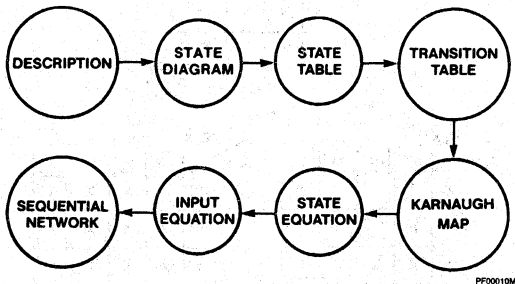 DESCRIPTION
STATE
DIAGRAM
STATE
TABLE
TRANSITION
TABLE
KARNAUGH
MAP
STATE
EQUATION
INPUT
EQUATION
SEQUENTIAL
NETWORK
PF00010M